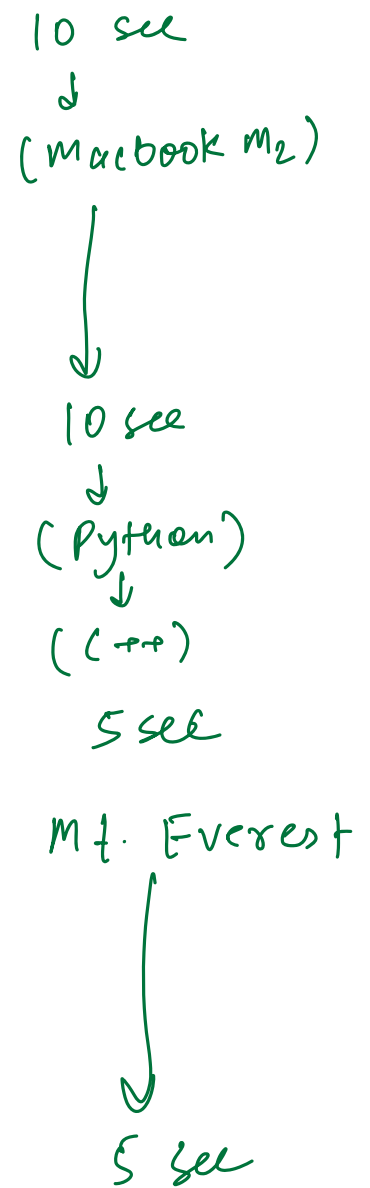 10 sec
(Macbook M2)
10 sec
(Python)
(C++)
5 sec
Mt. Everest
5 sec